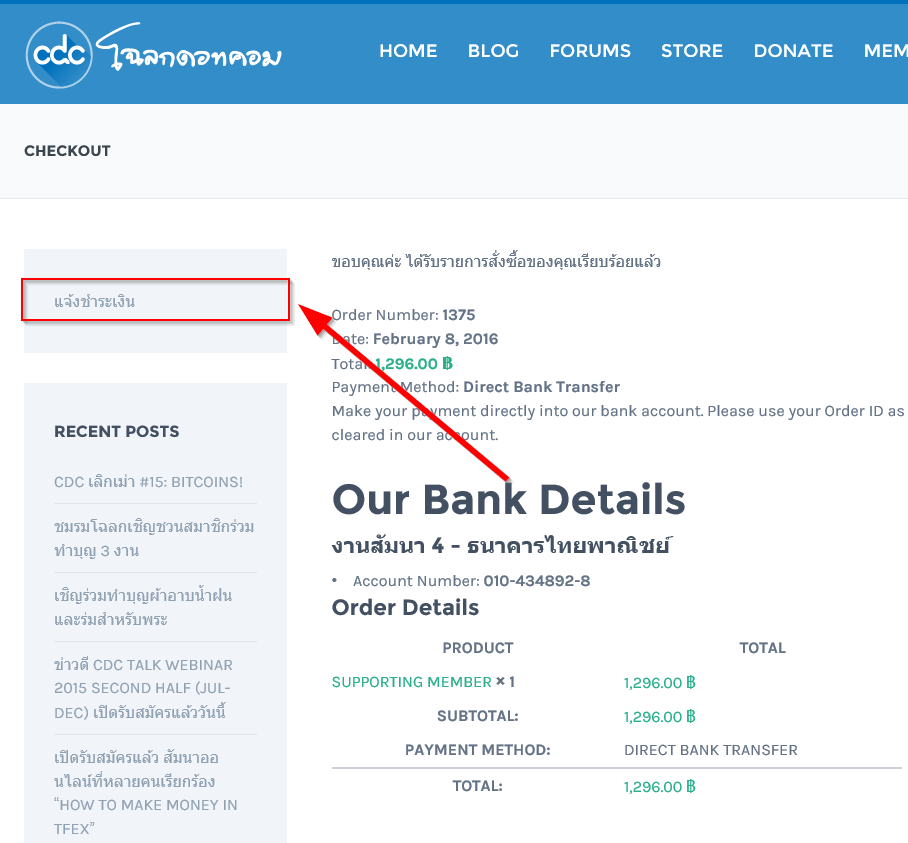 cdc โฉลกดอทคอม
HOME BLOG FORUMS STORE DONATE MEM
CHECKOUT
แจ้งชำระเงิน
RECENT POSTS
CDC เลิกเม่า #15: BITCOINS!
ชมรมโฉลกเชิญชวนสมาชิกร่วม
ทำบุญ 3 งาน
เชิญร่วมทำบุญผ้าอาบน้ำฝน
และร่มสำหรับพระ
ข่าวดี CDC TALK WEBINAR
2015 SECOND HALF (JUL-
DEC) เปิดรับสมัครแล้ววันนี้
เปิดรับสมัครแล้ว สัมนาออ
นไลน์ที่หลายคนเรียกร้อง
“HOW TO MAKE MONEY IN
TFEX”
ขอบคุณค่ะ ได้รับรายการสั่งซื้อของคุณเรียบร้อยแล้ว
Order Number: 1375
Date: February 8, 2016
Total: 1,296.00 ฿
Payment Method: Direct Bank Transfer
Make your payment directly into our bank account. Please use your Order ID as
cleared in our account.
Our Bank Details
งานสัมนา 4 – ธนาคารไทยพาณิชย์
• Account Number: 010-434892-8
Order Details
PRODUCT TOTAL
SUPPORTING MEMBER × 1 1,296.00 ฿
SUBTOTAL: 1,296.00 ฿
PAYMENT METHOD: DIRECT BANK TRANSFER
TOTAL: 1,296.00 ฿